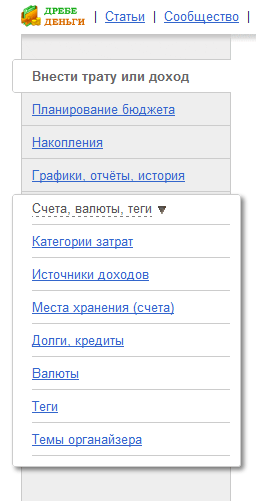 ДРЕБЕ
ДЕНЬГИ | Статьи | Сообщество |
Внести трату или доход
Планирование бюджета
Накопления
Графики, отчёты, история
Счета, валюты, теги ▼
Категории затрат
Источники доходов
Места хранения (счета)
Долги, кредиты
Валюты
Теги
Темы органайзера